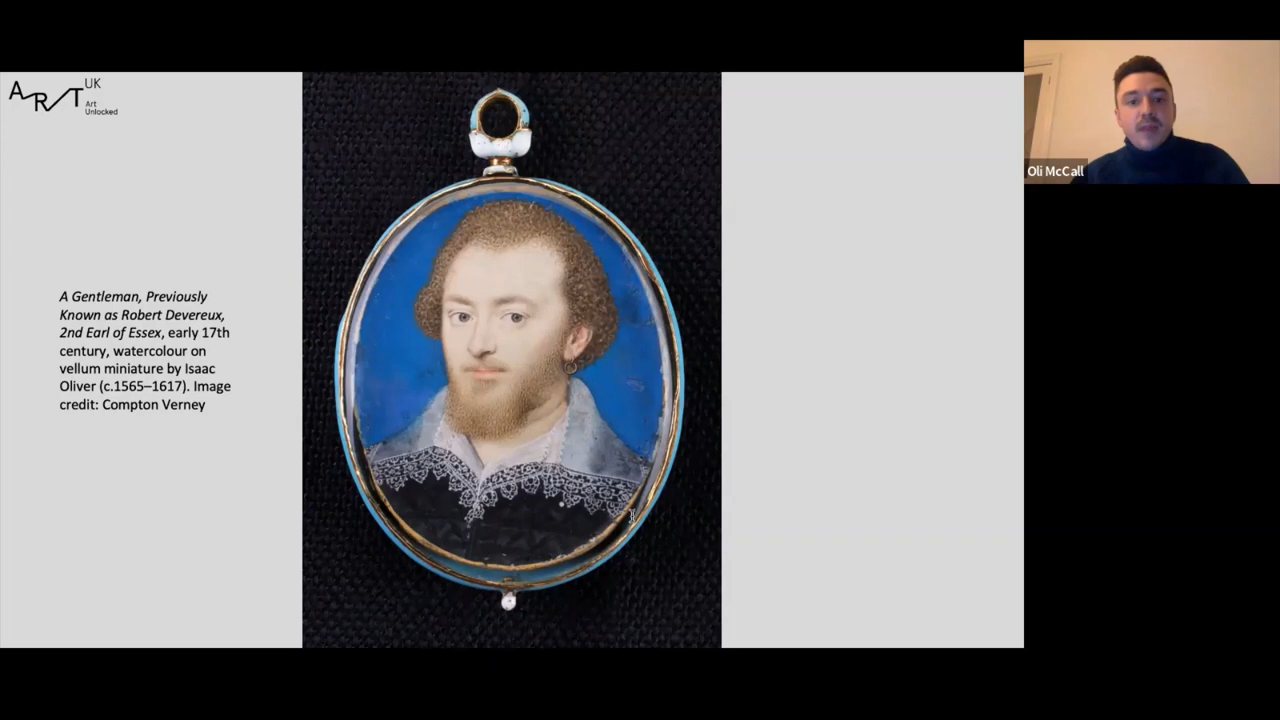 ART UK
Art
Unlocked
A Gentleman, Previously
Known as Robert Devereux,
2nd Earl of Essex, early 17th
century, watercolour on
vellum miniature by Isaac
Oliver (c.1565–1617). Image
credit: Compton Verney
Oli McCall